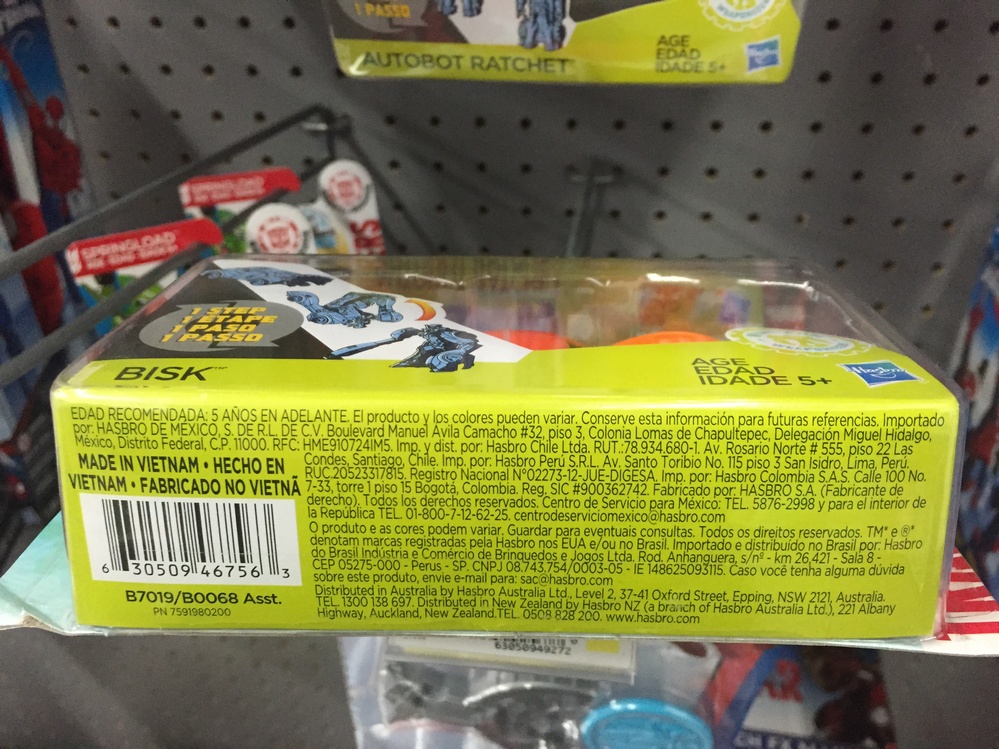 1 PASSO
AUTOBOT RATCHET
AGE
EDAD
IDADE 5+
Hasbro
SPRINGLOAD
SPRINGLOAD
1 STEP
1 ÉTAPE
1 PASO
1 PASSO
BISK™
AGE
EDAD
IDADE 5+
Hasbro
EDAD RECOMENDADA: 5 AÑOS EN ADELANTE. El producto y los colores pueden variar. Conserve esta información para futuras referencias. Importado
por: HASBRO DE MÉXICO, S. DE R.L. DE C.V. Boulevard Manuel Ávila Camacho #32, piso 3, Colonia Lomas de Chapultepec, Delegación Miguel Hidalgo,
México, Distrito Federal, C.P. 11000. RFC: HME910724IM5. Imp. y dist. por: Hasbro Chile Ltda. RUT.:78.934.680-1. Av. Rosario Norte # 555, piso 22 Las
Condes, Santiago, Chile. Imp. por: Hasbro Perú S.R.L. Av. Santo Toribio No. 115 piso 3 San Isidro, Lima, Perú.
RUC 20523317815. Registro Nacional N°02273-12-JUE-DIGESA. Imp. por: Hasbro Colombia S.A.S. Calle 100 No.
7-33, torre 1 piso 15 Bogotá, Colombia. Reg. SIC #900362742. Fabricado por: HASBRO S.A. (Fabricante de
derecho). Todos los derechos reservados. Centro de Servicio para México: TEL. 5876-2998 y para el interior de
la República TEL. 01-800-7-12-62-25. centrodeserviciomexico@hasbro.com
MADE IN VIETNAM • HECHO EN
VIETNAM • FABRICADO NO VIETNÃ
O produto e as cores podem variar. Guardar para eventuais consultas. Todos os direitos reservados. TM* e ®*
denotam marcas registradas pela Hasbro nos EUA e/ou no Brasil. Importado e distribuído no Brasil por: Hasbro
do Brasil Indústria e Comércio de Brinquedos e Jogos Ltda. Rod. Anhanguera, s/nº - km 26,421 - Sala 8 -
CEP 05275-000 - Perus - SP. CNPJ 08.743.754/0003-05 - IE 148625093115. Caso você tenha alguma dúvida
sobre este produto, envie e-mail para: sac@hasbro.com
Distributed in Australia by Hasbro Australia Ltd., Level 2, 37-41 Oxford Street, Epping, NSW 2121, Australia.
TEL. 1300 138 697. Distributed in New Zealand by Hasbro NZ (a branch of Hasbro Australia Ltd.), 221 Albany
Highway, Auckland, New Zealand.TEL. 0508 828 200. www.hasbro.com
6 30509 46756 3
B7019/B0068 Asst.
PN 7591980200
63050949272